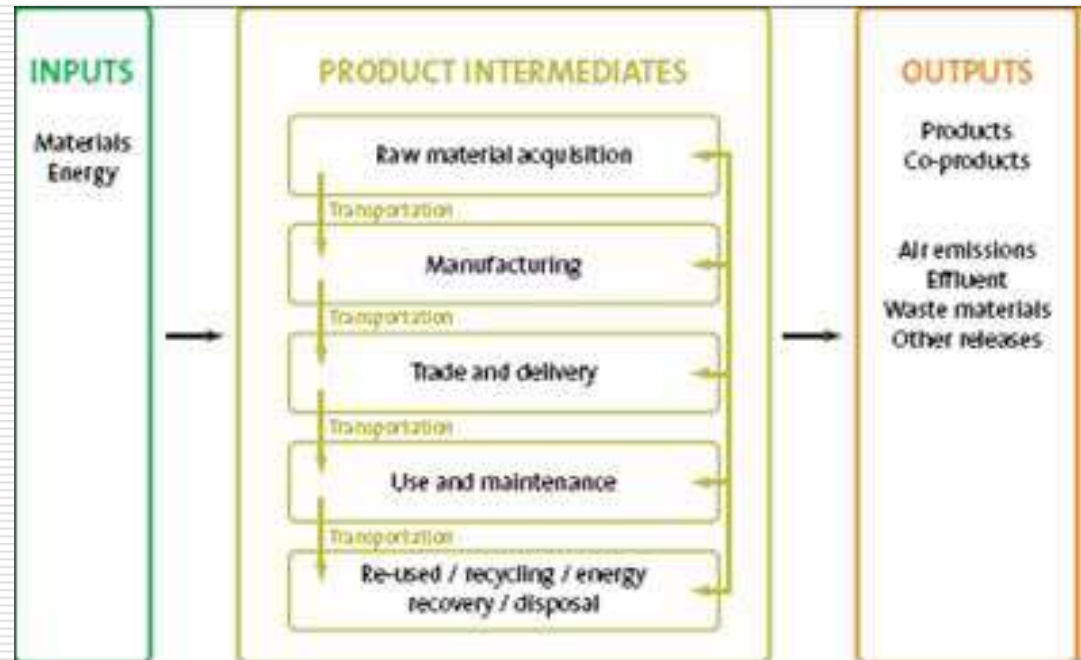 INPUTS
Materials
Energy
PRODUCT INTERMEDIATES
Raw material acquisition
Transportation
Manufacturing
Transportation
Trade and delivery
Transportation
Use and maintenance
Transportation
Re-used / recycling / energy
recovery / disposal
OUTPUTS
Products
Co-products
Air emissions
Effluent
Waste materials
Other releases